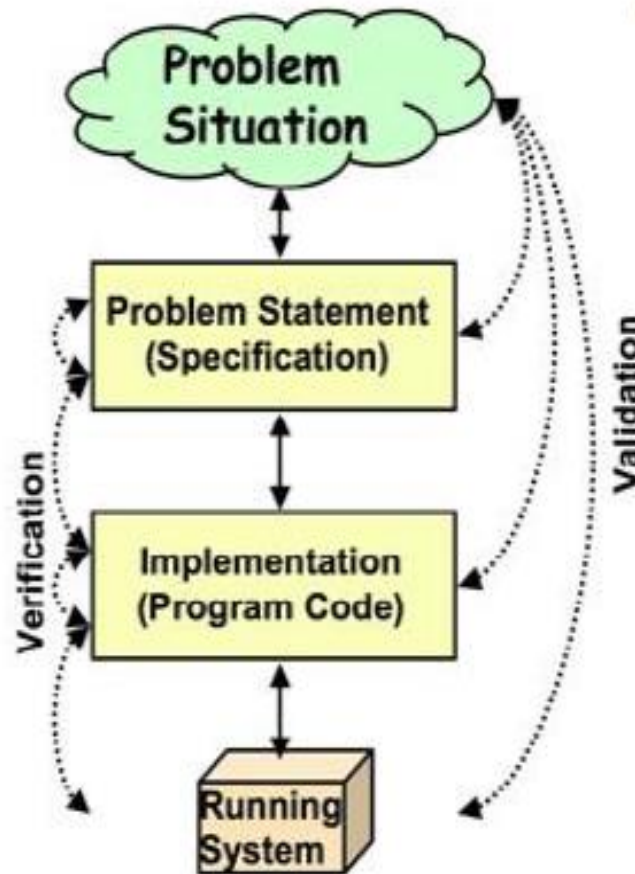 Problem
Situation
Problem Statement
(Specification)
Validation
Verification
Implementation
(Program Code)
Running
System